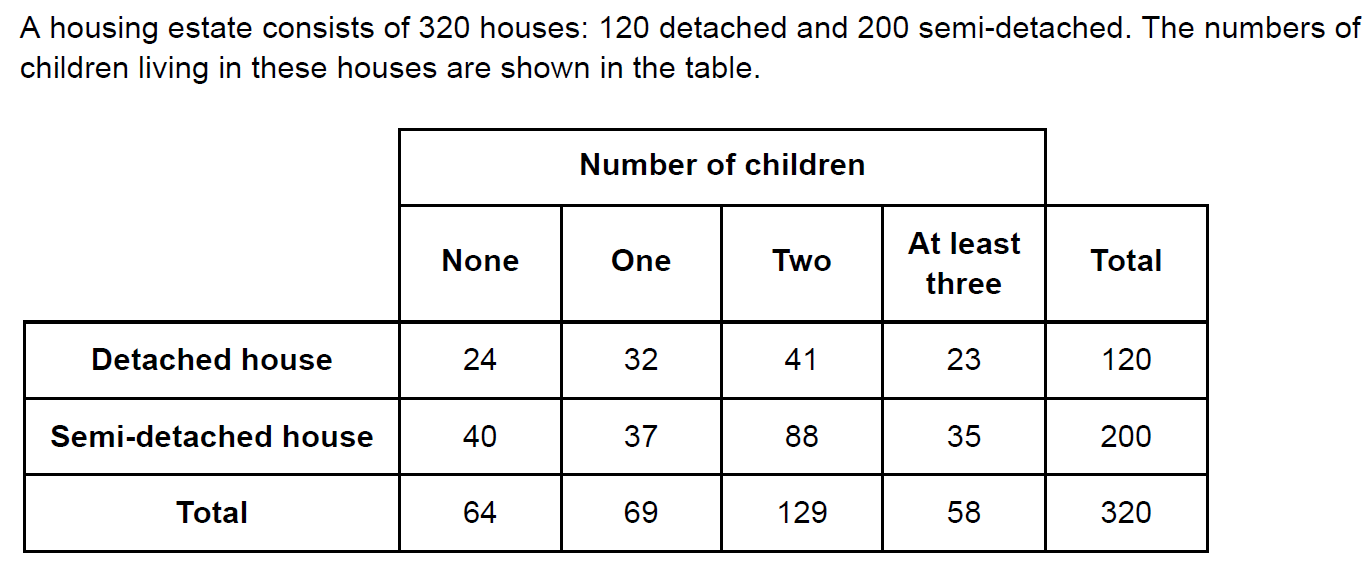 A housing estate consists of 320 houses: 120 detached and 200 semi-detached. The numbers of
children living in these houses are shown in the table.
Number of children
None One Two At least three Total
Detached house 24 32 41 23 120
Semi-detached house 40 37 88 35 200
Total 64 69 129 58 320